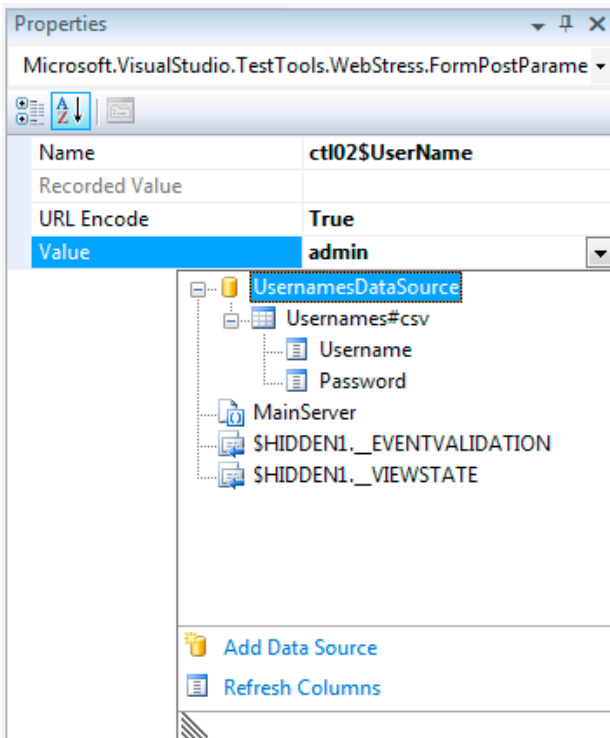 Properties
Microsoft.VisualStudio.TestTools.WebStress.FormPostParame
Name ctl02$UserName
Recorded Value
URL Encode True
Value admin
UsernamesDataSource
Usernames#csv
Username
Password
MainServer
$HIDDEN1.__EVENTVALIDATION
$HIDDEN1.__VIEWSTATE
Add Data Source
Refresh Columns